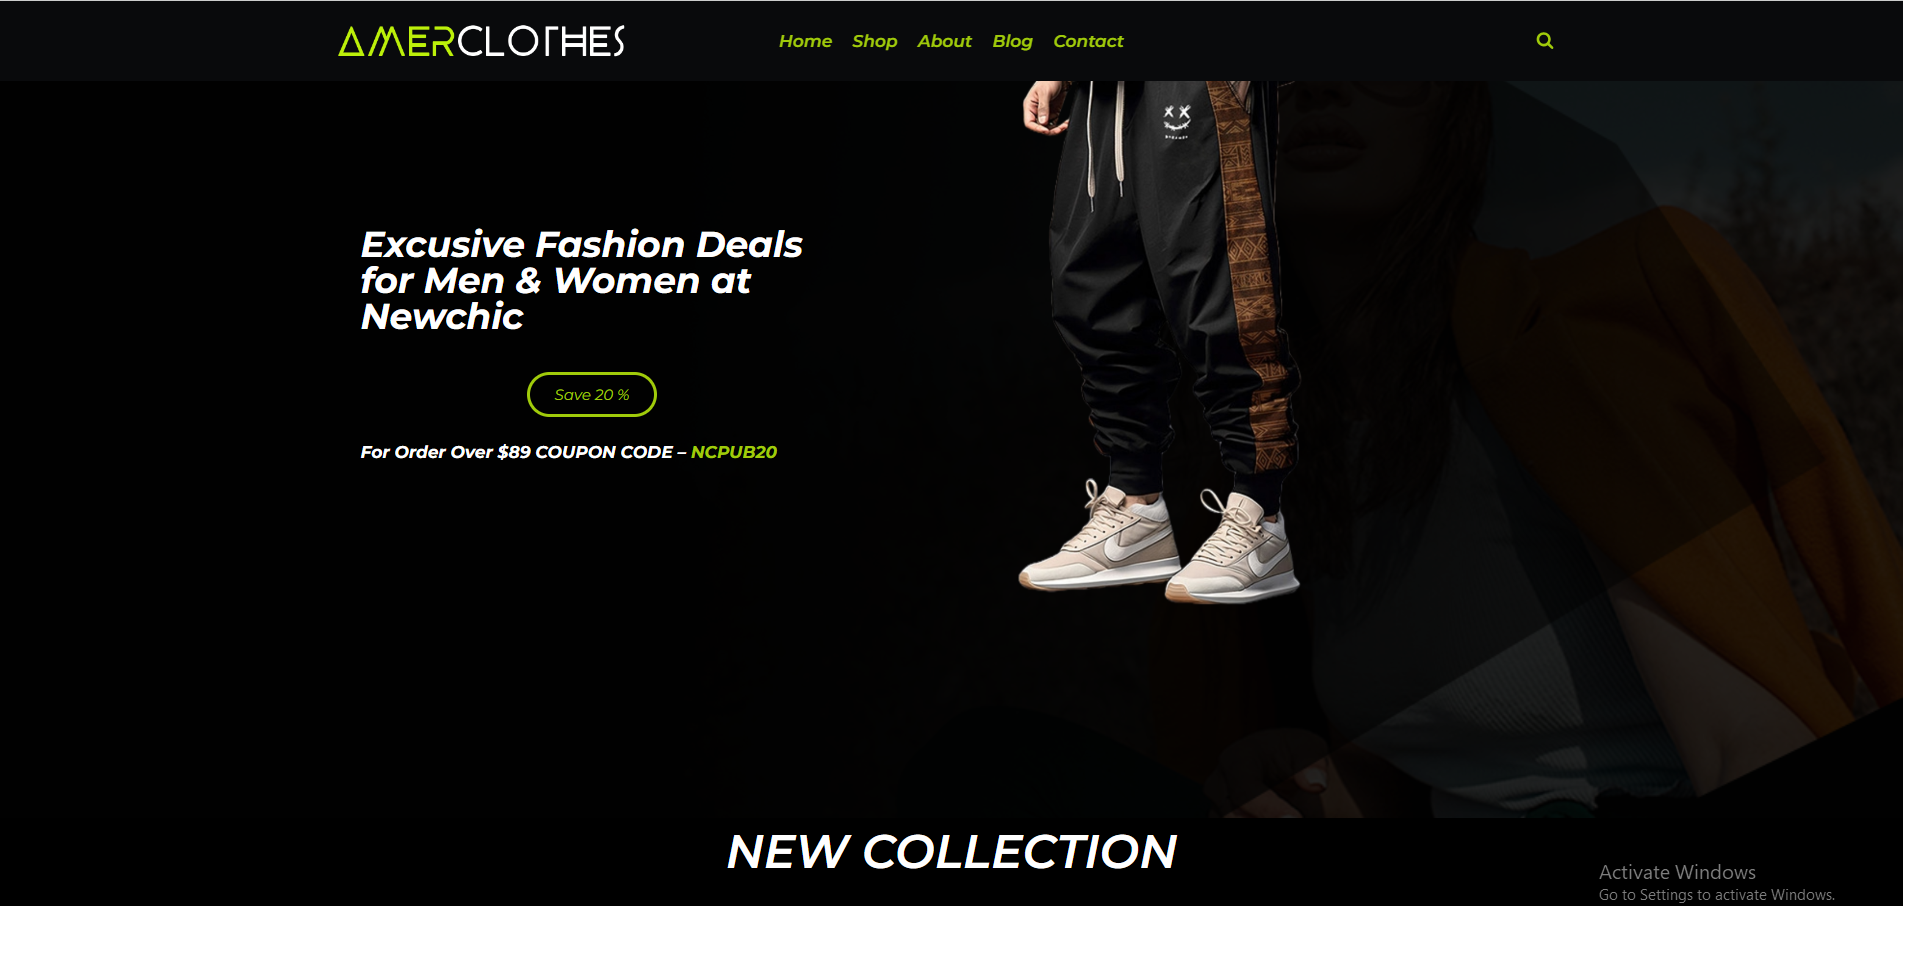 AMERCLOTHES
Home Shop About Blog Contact
Excusive Fashion Deals
for Men & Women at
Newchic
Save 20 %
For Order Over $89 COUPON CODE – NCPUB20
NEW COLLECTION
Activate Windows
Go to Settings to activate Windows.